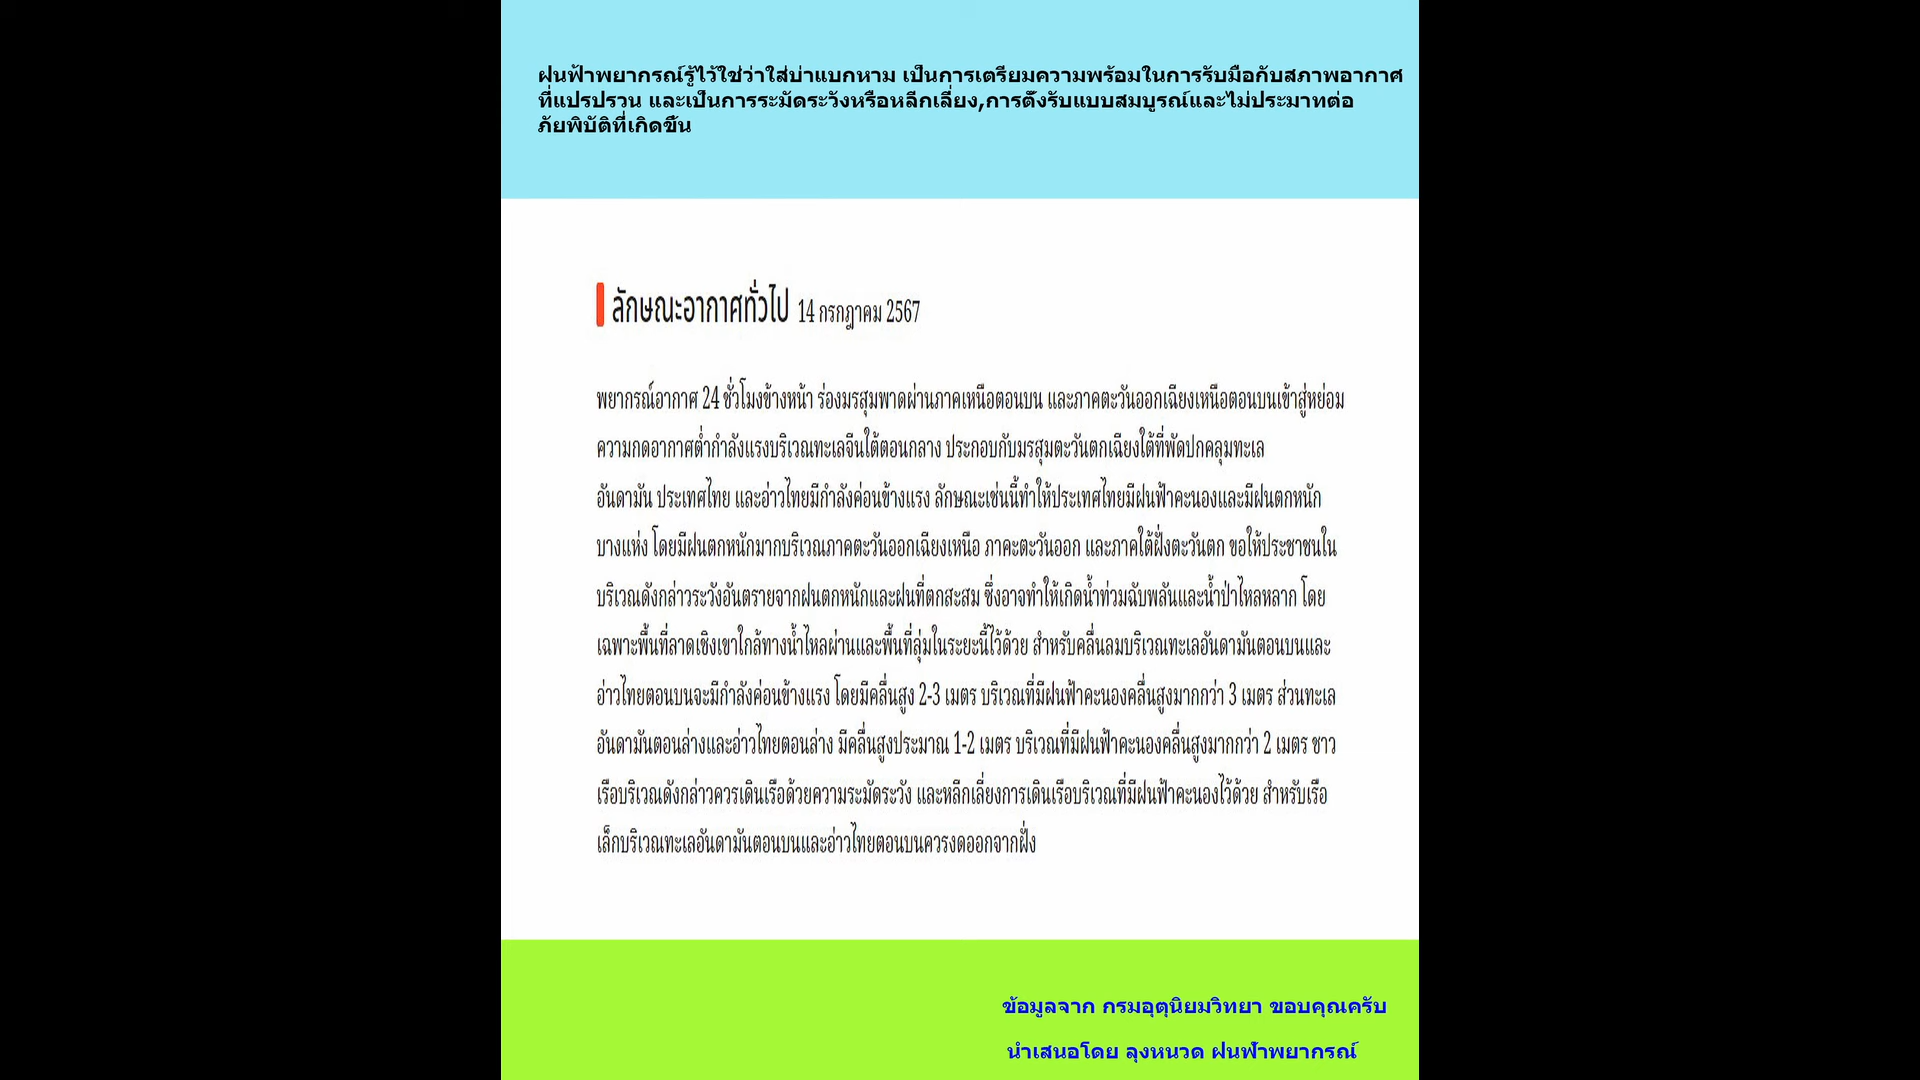 ฝนฟ้าพยากรณ์รู้ไว้ใช่ว่าใส่บ่าแบกหาม เป็นการเตรียมความพร้อมในการรับมือกับสภาพอากาศ
ที่แปรปรวน และเป็นการระมัดระวังหรือหลีกเลี่ยง,การตั้งรับแบบสมบูรณ์และไม่ประมาทต่อ
ภัยพิบัติที่เกิดขึ้น
ลักษณะอากาศทั่วไป 14 กรกฎาคม 2567
พยากรณ์อากาศ 24 ชั่วโมงข้างหน้า ร่องมรสุมพาดผ่านภาคเหนือตอนบน และภาคตะวันออกเฉียงเหนือตอนบนเข้าสู่หย่อม
ความกดอากาศต่ำกำลังแรงบริเวณทะเลจีนใต้ตอนกลาง ประกอบกับมรสุมตะวันตกเฉียงใต้ที่พัดปกคลุมทะเล
อันดามัน ประเทศไทย และอ่าวไทยมีกำลังค่อนข้างแรง ลักษณะเช่นนี้ทำให้ประเทศไทยมีฝนฟ้าคะนองและมีฝนตกหนัก
บางแห่ง โดยมีฝนตกหนักมากบริเวณภาคตะวันออกเฉียงเหนือ ภาคะตะวันออก และภาคใต้ฝั่งตะวันตก ขอให้ประชาชนใน
บริเวณดังกล่าวระวังอันตรายจากฝนตกหนักและฝนที่ตกสะสม ซึ่งอาจทำให้เกิดน้ำท่วมฉับพลันและน้ำป่าไหลหลาก โดย
เฉพาะพื้นที่ลาดเชิงเขาใกล้ทางน้ำไหลผ่านและพื้นที่ลุ่มในระยะนี้ไว้ด้วย สำหรับคลื่นลมบริเวณทะเลอันดามันตอนบนและ
อ่าวไทยตอนบนจะมีกำลังค่อนข้างแรง โดยมีคลื่นสูง 2-3 เมตร บริเวณที่มีฝนฟ้าคะนองคลื่นสูงมากกว่า 3 เมตร ส่วนทะเล
อันดามันตอนล่างและอ่าวไทยตอนล่าง มีคลื่นสูงประมาณ 1-2 เมตร บริเวณที่มีฝนฟ้าคะนองคลื่นสูงมากกว่า 2 เมตร ชาว
เรือบริเวณดังกล่าวควรเดินเรือด้วยความระมัดระวัง และหลีกเลี่ยงการเดินเรือบริเวณที่มีฝนฟ้าคะนองไว้ด้วย สำหรับเรือ
เล็กบริเวณทะเลอันดามันตอนบนและอ่าวไทยตอนบนควรงดออกจากฝั่ง
ข้อมูลจาก กรมอุตุนิยมวิทยา ขอบคุณครับ
นำเสนอโดย ลุงหนวด ฝนฟ้าพยากรณ์